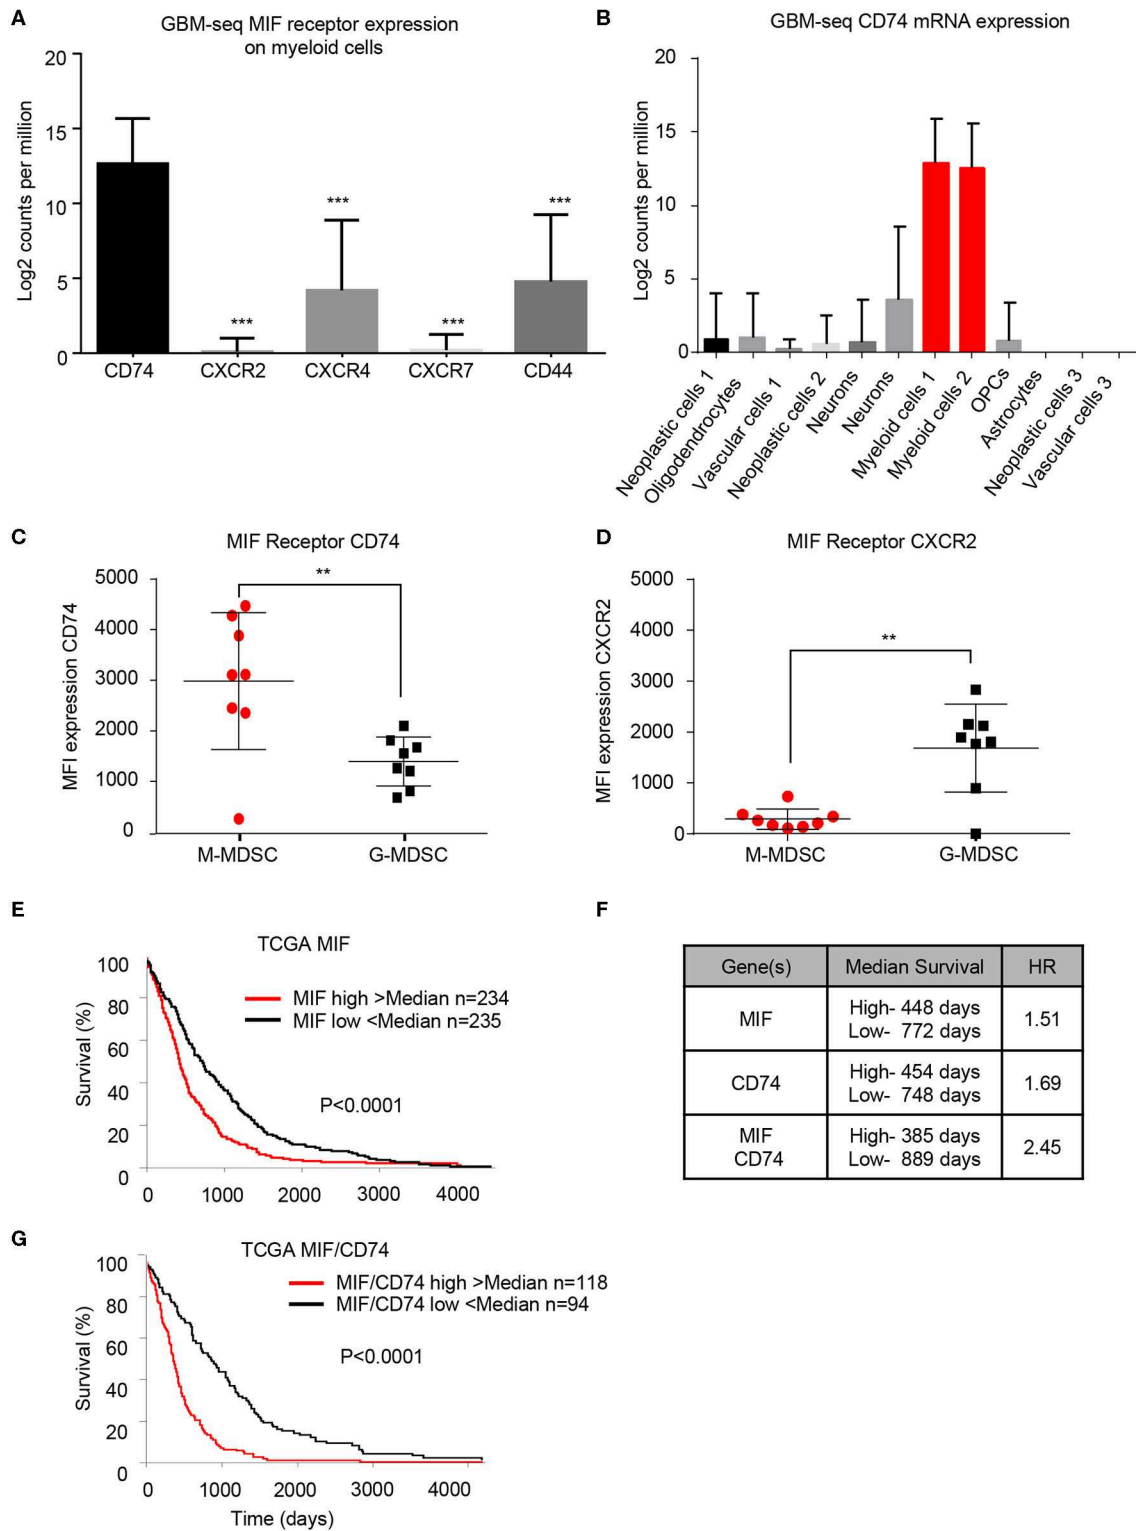 A
GBM-seq MIF receptor expression
on myeloid cells
Log2 counts per million
20
15
10
5
0
***
***
***
***
CD74 CXCR2 CXCR4 CXCR7 CD44
B
GBM-seq CD74 mRNA expression
Log2 counts per million
20
15
10
5
0
Neoplastic cells 1
Oligodendrocytes
Vascular cells 1
Neoplastic cells 2
Neurons
Neurons
Myeloid cells 1
Myeloid cells 2
OPCs
Astrocytes
Neoplastic cells 3
Vascular cells 3
C
MIF Receptor CD74
MFI expression CD74
5000
4000
3000
2000
1000
0
**
M-MDSC G-MDSC
D
MIF Receptor CXCR2
MFI expression CXCR2
5000
4000
3000
2000
1000
0
**
M-MDSC G-MDSC
E
TCGA MIF
Survival (%)
100
80
60
40
20
0
MIF high >Median n=234
MIF low <Median n=235
P<0.0001
0 1000 2000 3000 4000
F
Gene(s) Median Survival HR
MIF High- 448 days 1.51
Low- 772 days
CD74 High- 454 days 1.69
Low- 748 days
MIF High- 385 days 2.45
CD74 Low- 889 days
G
TCGA MIF/CD74
Survival (%)
100
80
60
40
20
0
MIF/CD74 high >Median n=118
MIF/CD74 low <Median n=94
P<0.0001
0 1000 2000 3000 4000
Time (days)